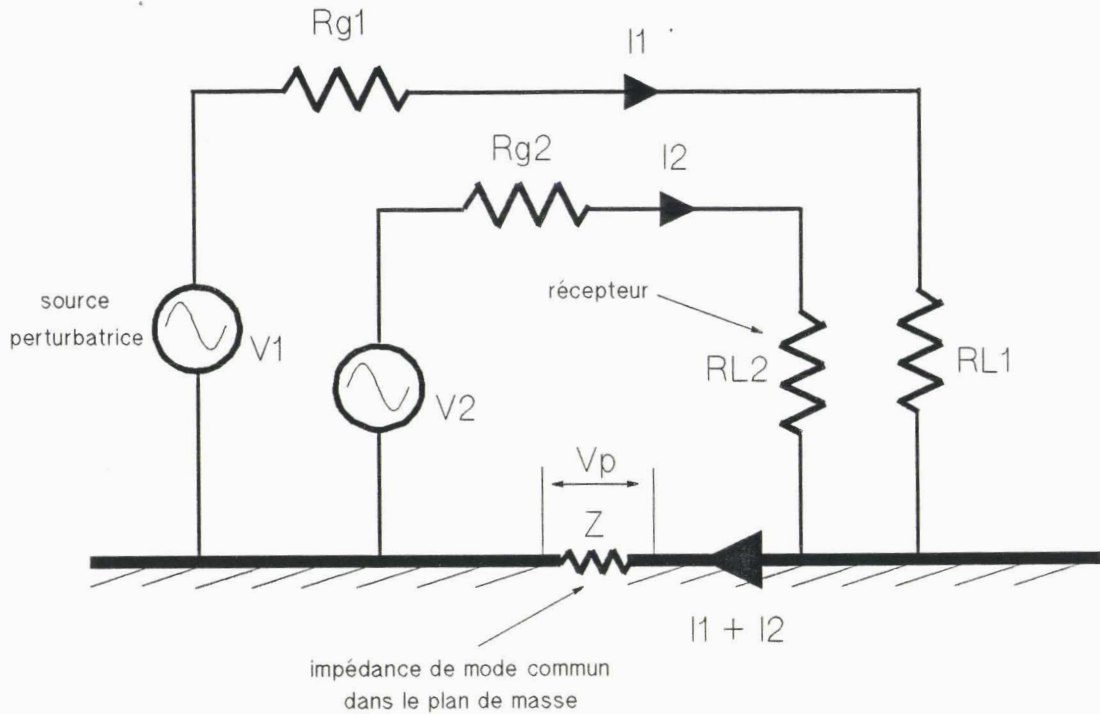 Rg1
I1
Rg2
I2
source
perturbatrice
V1
récepteur
V2
RL2
RL1
Vp
Z
I1 + I2
impédance de mode commun
dans le plan de masse